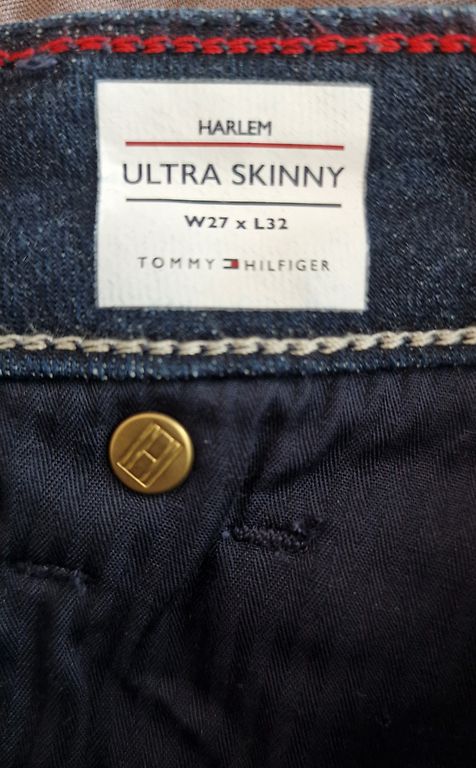 HARLEM
ULTRA SKINNY
W27 x L32
TOMMY HILFIGER
H